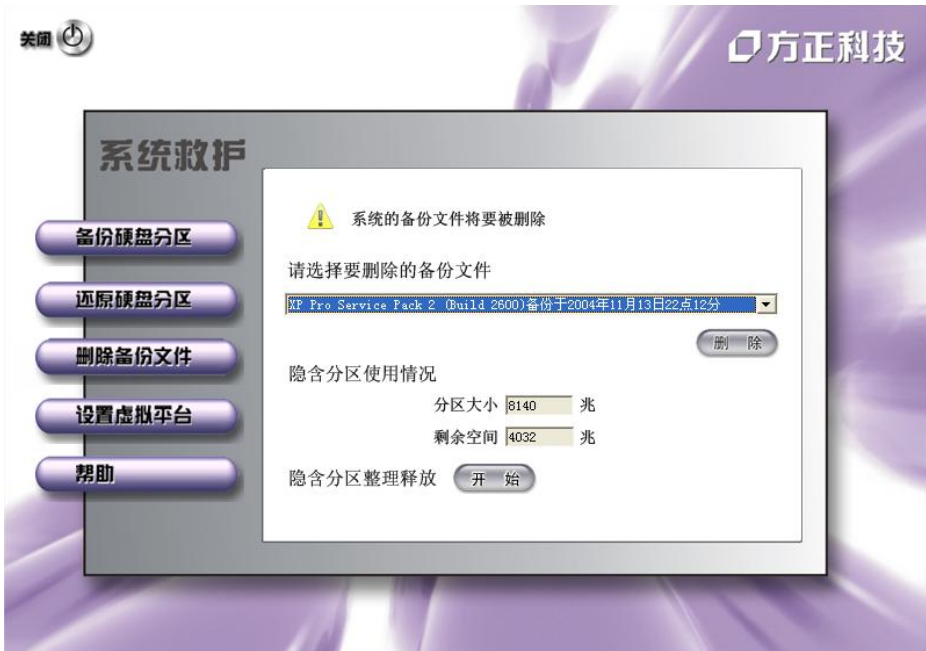 关闭
方正科技
系统救护
备份硬盘分区
还原硬盘分区
删除备份文件
设置虚拟平台
帮助
系统的备份文件将要被删除
请选择要删除的备份文件
XP Pro Service Pack 2 (Build 2600)备份于2004年11月13日22点12分
删 除
隐含分区使用情况
分区大小 8140 兆
剩余空间 4032 兆
隐含分区整理释放 开 始